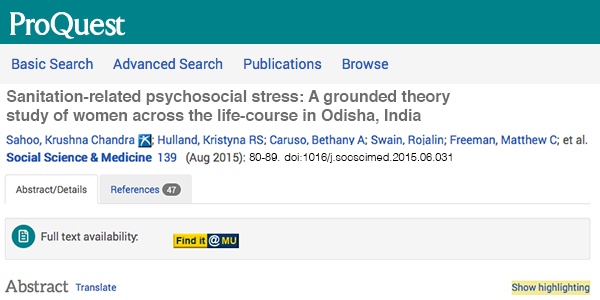 ProQuest
Basic Search Advanced Search Publications Browse
Sanitation-related psychosocial stress: A grounded theory
study of women across the life-course in Odisha, India
Sahoo, Krushna Chandra; Hulland, Kristyna RS; Caruso, Bethany A; Swain, Rojalin; Freeman, Matthew C; et al.
Social Science & Medicine 139 (Aug 2015): 80-89. doi:1016/j.socscimed.2015.06.031
Abstract/Details References 47
Full text availability: Find it @ MU
Abstract Translate Show highlighting